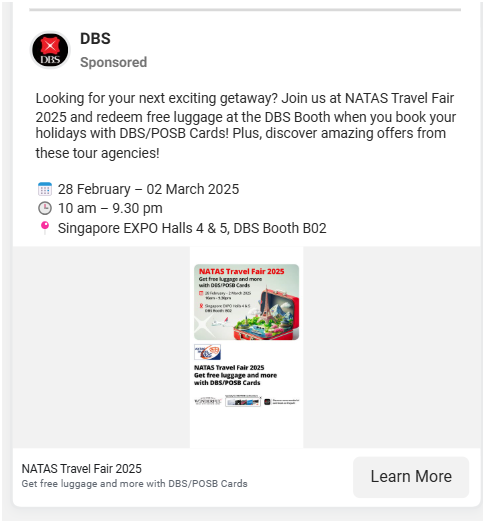 DBS
DBS
Sponsored
Looking for your next exciting getaway? Join us at NATAS Travel Fair
2025 and redeem free luggage at the DBS Booth when you book your
holidays with DBS/POSB Cards! Plus, discover amazing offers from
these tour agencies!
28 February – 02 March 2025
10 am – 9.30 pm
Singapore EXPO Halls 4 & 5, DBS Booth B02
NATAS Travel Fair 2025
Get free luggage and more
with DBS/POSB Cards
28 February - 2 March 2025
10am - 9.30pm
Singapore EXPO Hall 4 & 5
DBS Booth B02
NATAS Travel Fair 2025
Get free luggage and more
with DBS/POSB Cards
NATAS Travel Fair 2025
Get free luggage and more with DBS/POSB Cards
Learn More